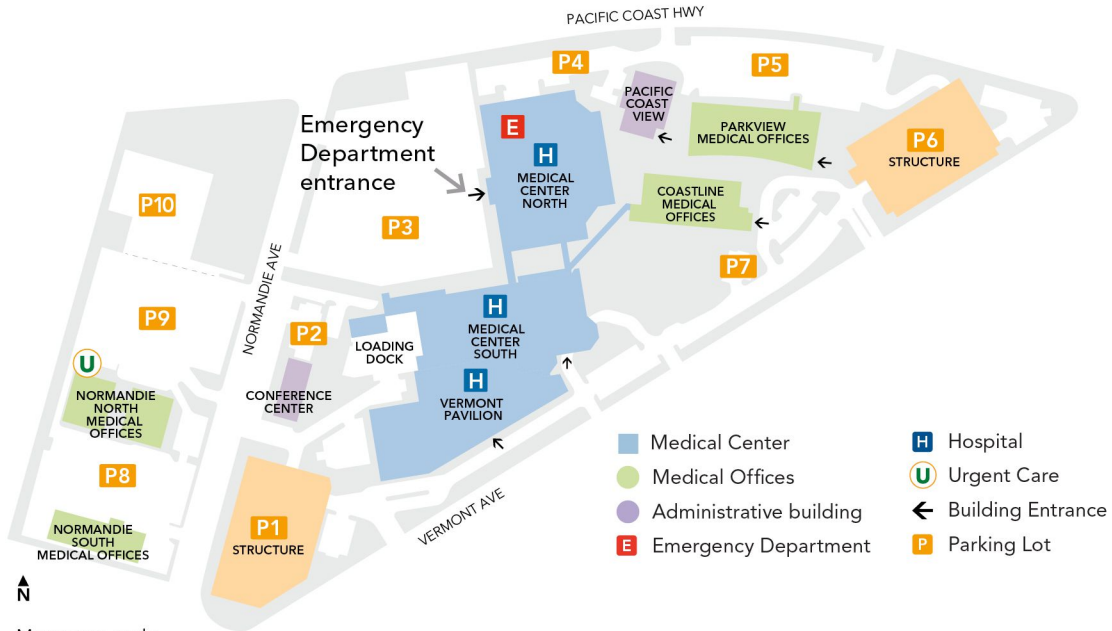 PACIFIC COAST HWY
P4
P5
PACIFIC
COAST
VIEW
E
Emergency
Department
entrance
H
MEDICAL
CENTER
NORTH
PARKVIEW
MEDICAL OFFICES
P6
STRUCTURE
COASTLINE
MEDICAL
OFFICES
P10
P3
P7
NORMANDIE AVE
P9
P2
H
MEDICAL
CENTER
SOUTH
LOADING
DOCK
U
NORMANDIE
NORTH
MEDICAL
OFFICES
CONFERENCE
CENTER
H
VERMONT
PAVILION
P8
NORMANDIE
SOUTH
MEDICAL OFFICES
P1
STRUCTURE
VERMONT AVE
Medical Center
Medical Offices
Administrative building
E Emergency Department
H Hospital
U Urgent Care
Building Entrance
P Parking Lot
N